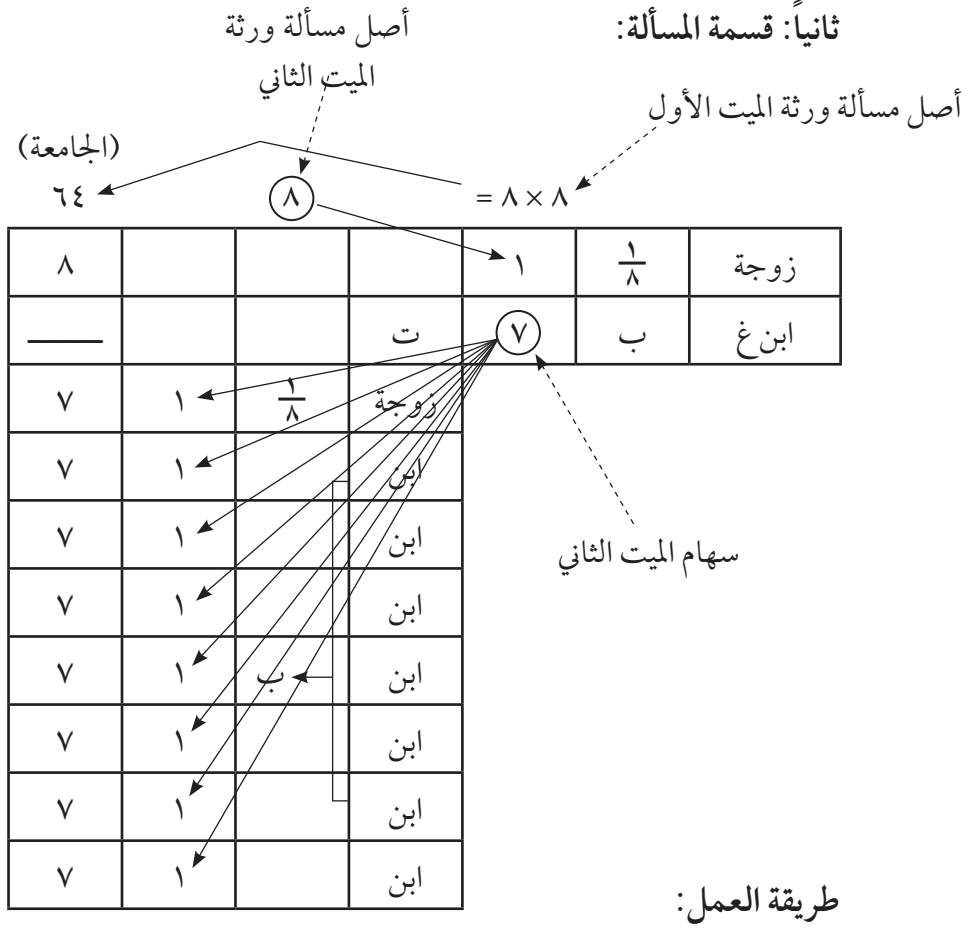 ثانياً: قسمة المسألة:
أصل مسألة ورثة
الميت الثاني
أصل مسألة ورثة الميت الأول
(الجامعة)
٨ × ٨ = ٨ ٦٤
زوجة ١/٨ ١ ٨
ابن غ ب ٧ ت ــــ
زوجة ١/٨ ١ ٧
ابن ١ ٧
ابن ١ ٧
ابن ١ ٧
ابن ب ١ ٧
ابن ١ ٧
ابن ١ ٧
ابن ١ ٧
سهام الميت الثاني
طريقة العمل: